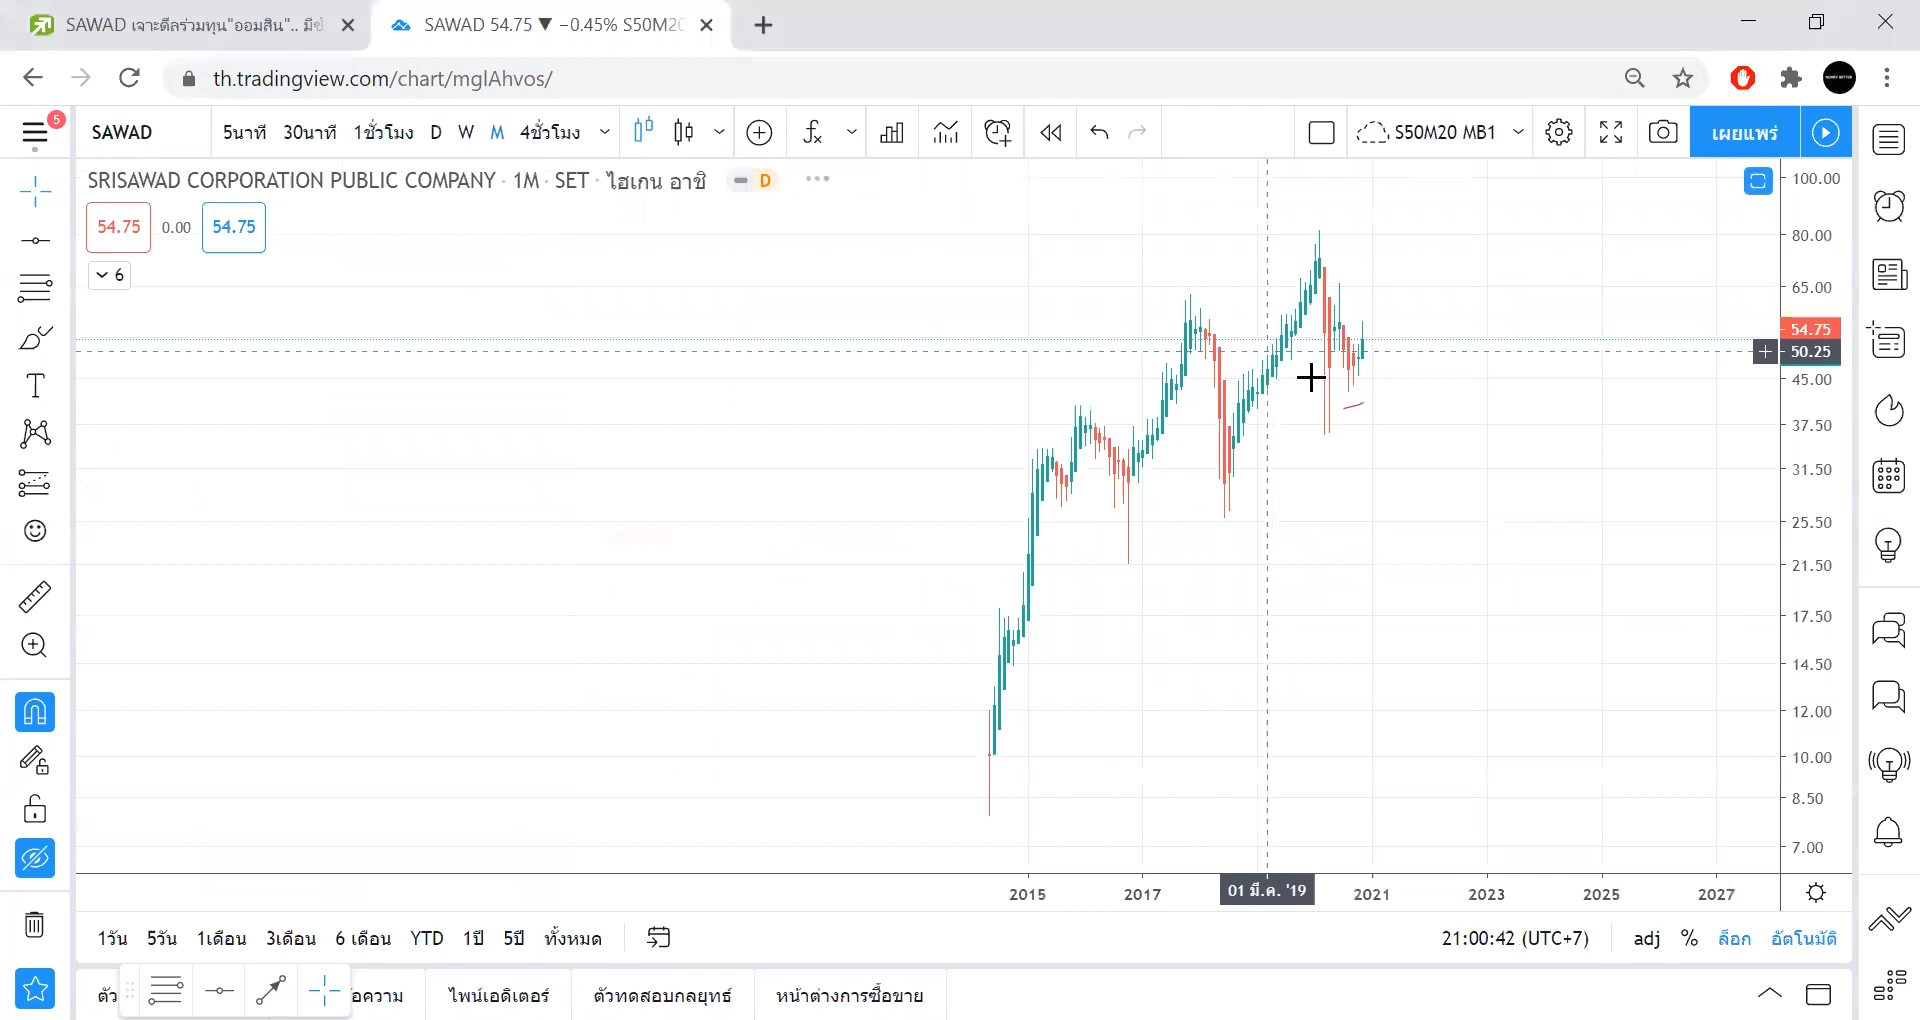 SAWAD เจาะดีลร่วมทุน"ออมสิน".. มีข้
SAWAD 54.75 ▼ −0.45% S50M20
th.tradingview.com/chart/mglAhvos/
5
SAWAD
5นาที 30นาที 1ชั่วโมง D W M 4ชั่วโมง
S50M20 MB1
เผยแพร่
SRISAWAD CORPORATION PUBLIC COMPANY · 1M · SET · ไฮเกน อาชิ
D
54.75 0.00 54.75
6
100.00
80.00
65.00
54.75
50.25
45.00
37.50
31.50
25.50
21.50
17.50
14.50
12.00
10.00
8.50
7.00
2015 2017 01 มี.ค. '19 2021 2023 2025 2027
1วัน 5วัน 1เดือน 3เดือน 6 เดือน YTD 1ปี 5ปี ทั้งหมด
21:00:42 (UTC+7) adj % ล็อก อัตโนมัติ
ตัว ้อความ ไพน์เอดิเตอร์ ตัวทดสอบกลยุทธ์ หน้าต่างการซื้อขาย